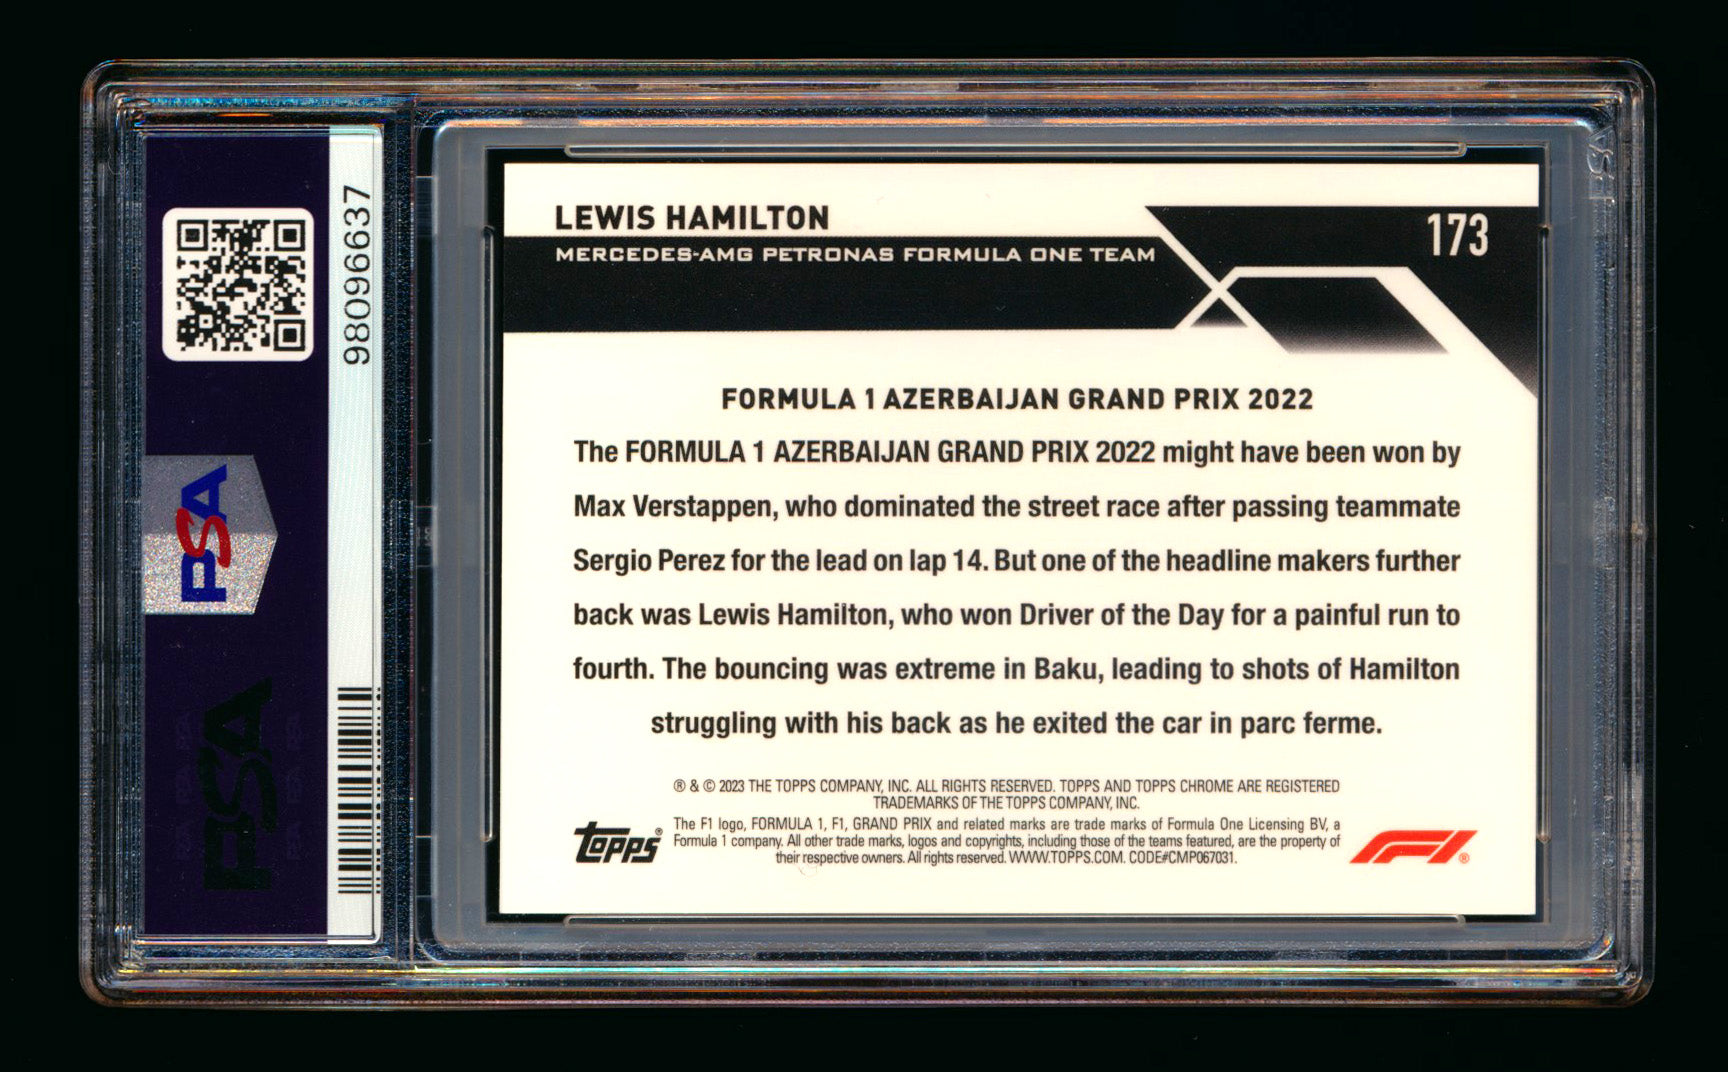 98099637
PSA
PSA
LEWIS HAMILTON
MERCEDES-AMG PETRONAS FORMULA ONE TEAM
173
FORMULA 1 AZERBAIJAN GRAND PRIX 2022
The FORMULA 1 AZERBAIJAN GRAND PRIX 2022 might have been won by
Max Verstappen, who dominated the street race after passing teammate
Sergio Perez for the lead on lap 14. But one of the headline makers further
back was Lewis Hamilton, who won Driver of the Day for a painful run to
fourth. The bouncing was extreme in Baku, leading to shots of Hamilton
struggling with his back as he exited the car in parc ferme.
® & © 2023 THE TOPPS COMPANY, INC. ALL RIGHTS RESERVED. TOPPS AND TOPPS CHROME ARE REGISTERED
TRADEMARKS OF THE TOPPS COMPANY, INC.
topps®
The F1 logo, FORMULA 1, F1, GRAND PRIX and related marks are trade marks of Formula One Licensing BV, a
Formula 1 company. All other trade marks, logos and copyrights, including those of the teams featured, are the property of
their respective owners. All rights reserved. WWW.TOPPS.COM. CODE#CMP067031.
F1®
PSA